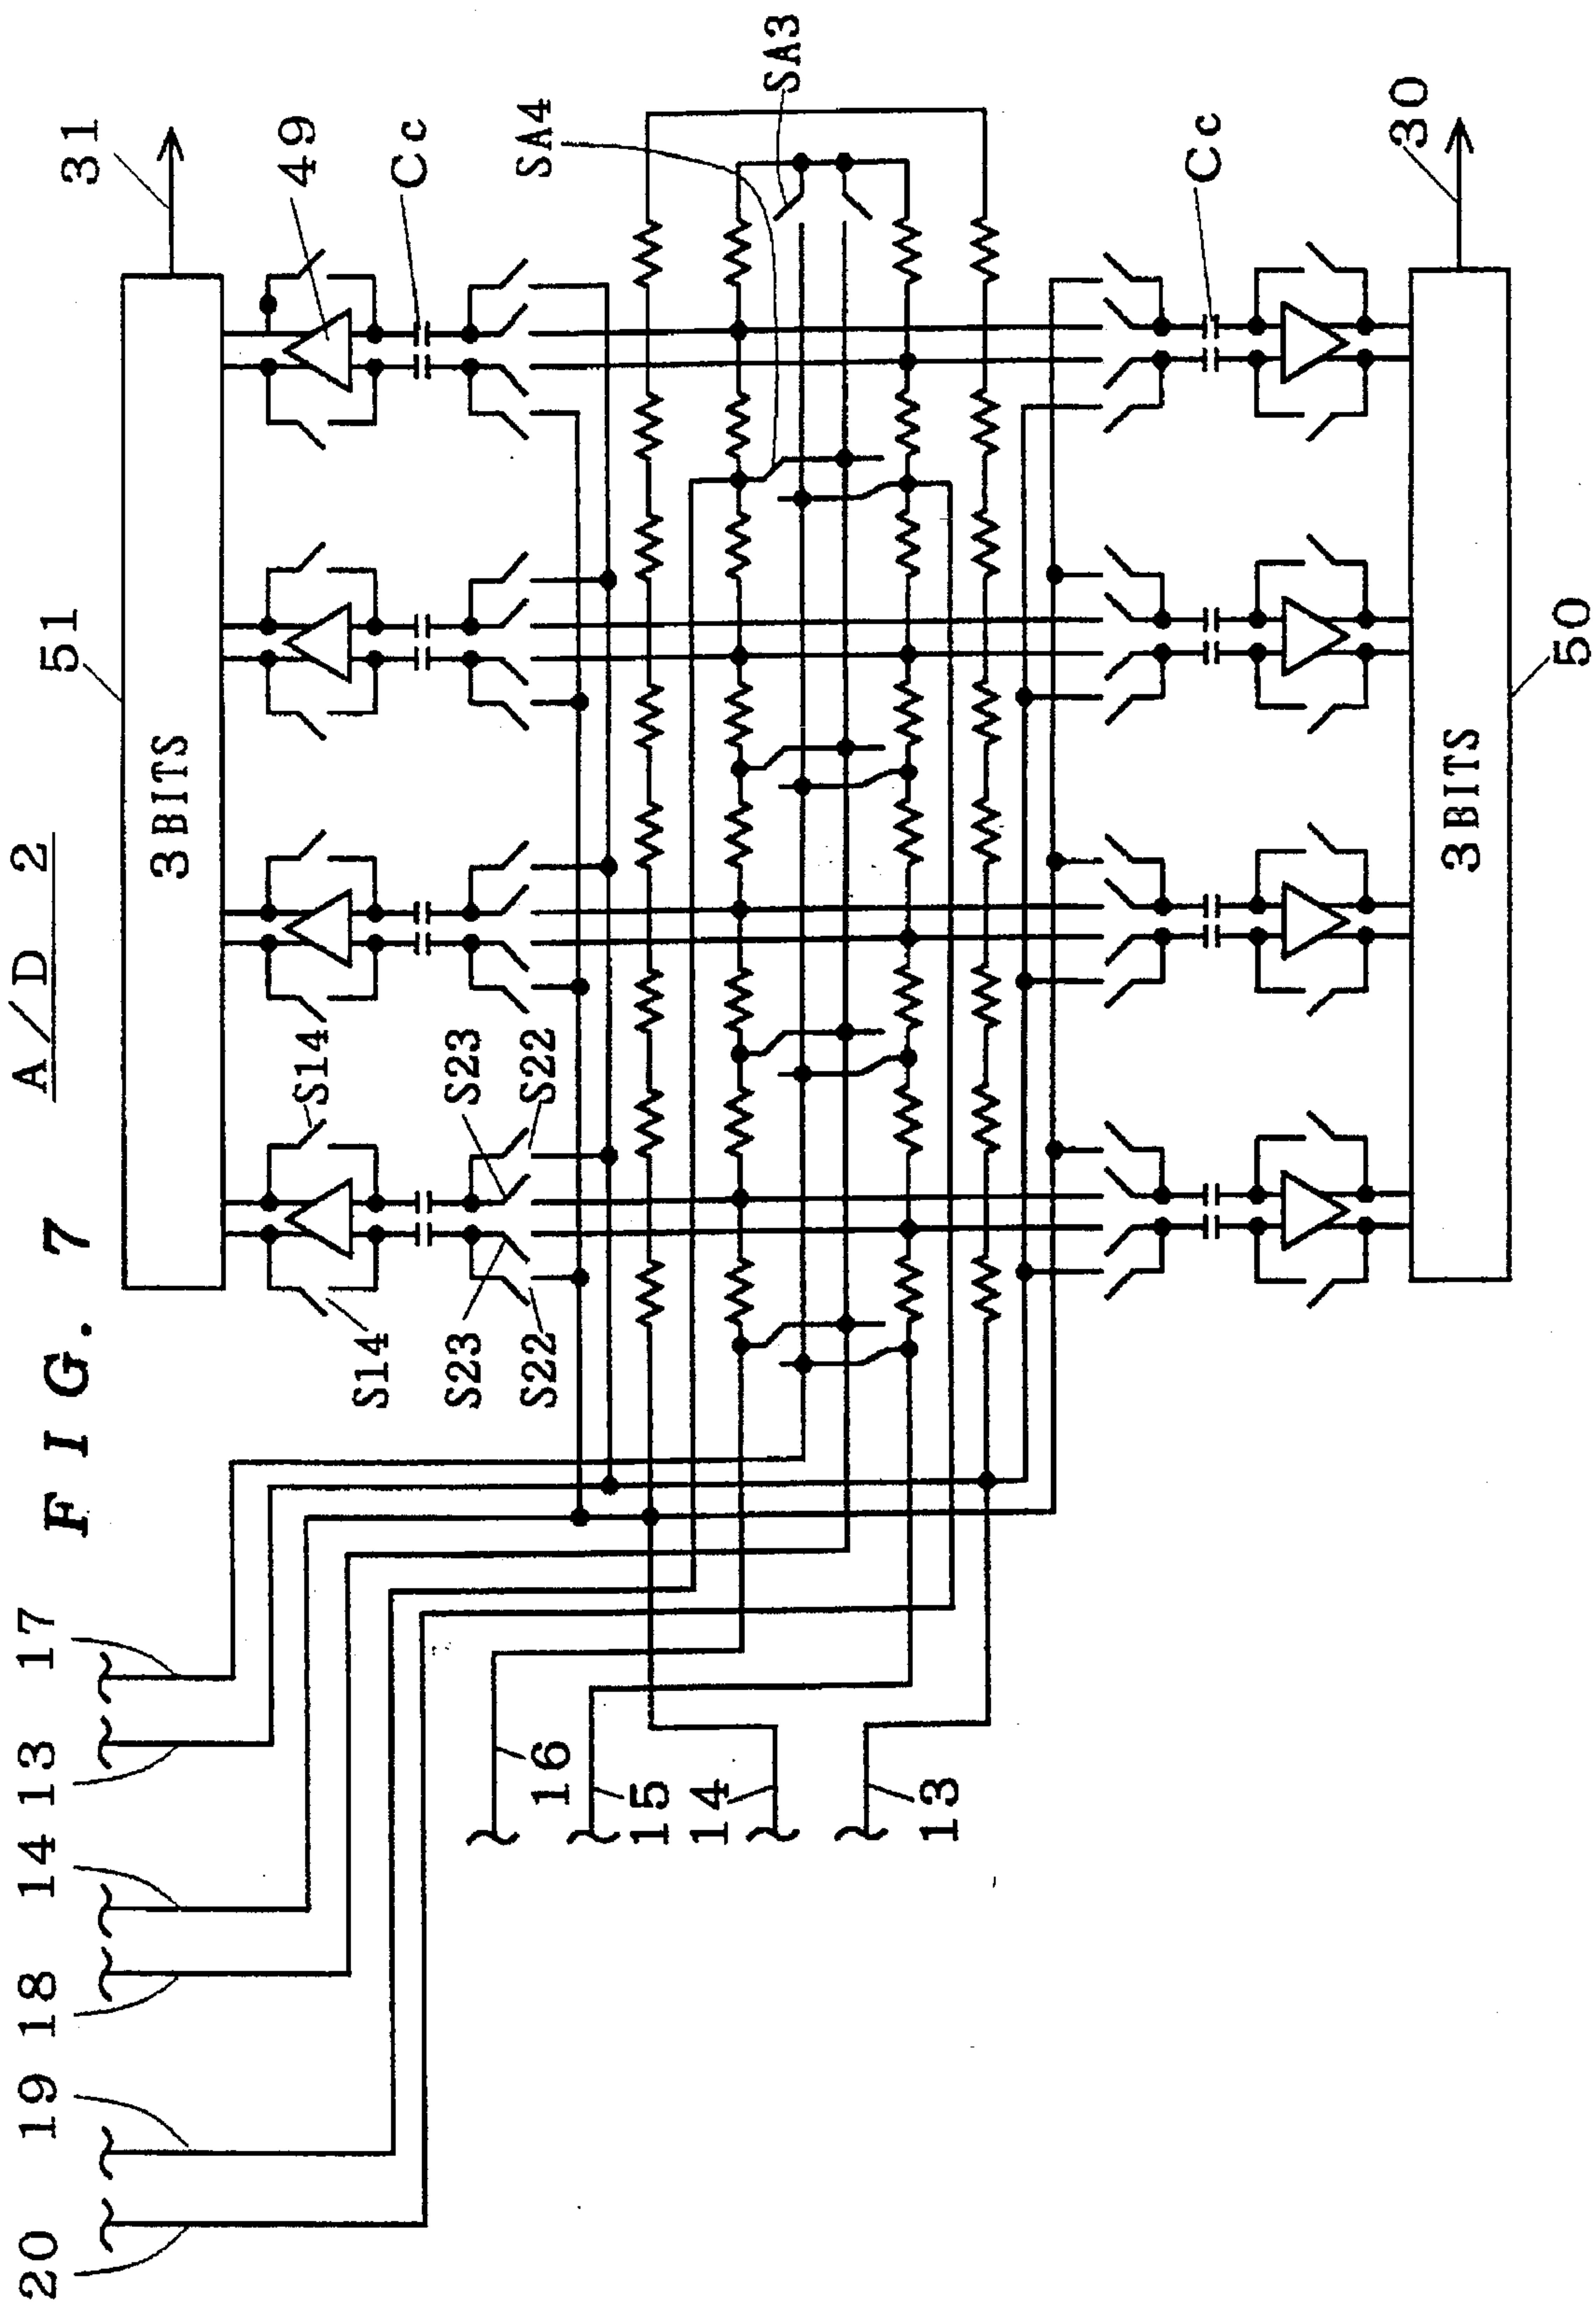 FIG. 7
A/D 2
20
19
18
14
13
17
51
31
3BITS
49
Cc
S14
S14
S23
S23
S22
S22
SA4
SA3
16
15
14
13
Cc
3BITS
30
50